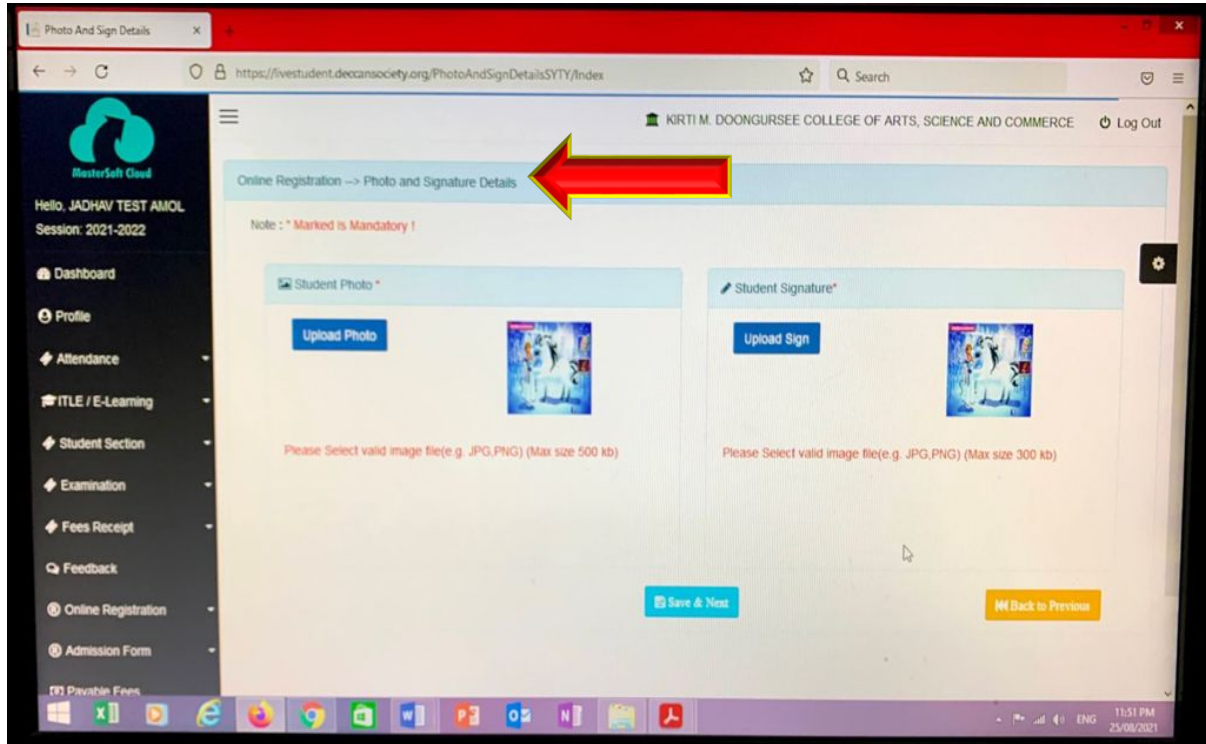 Photo And Sign Details
https://livestudent.deccansociety.org/PhotoAndSignDetailsSYTY/Index
Search
MasterSoft Cloud
KIRTI M. DOONGURSEE COLLEGE OF ARTS, SCIENCE AND COMMERCE
Log Out
Hello, JADHAV TEST AMOL
Session: 2021-2022
Online Registration --> Photo and Signature Details
Note : * Marked is Mandatory !
Dashboard
Profile
Attendance
ITLE / E-Learning
Student Section
Examination
Fees Receipt
Feedback
Online Registration
Admission Form
Payable Fees
Student Photo *
Upload Photo
Please Select valid image file(e.g. JPG,PNG) (Max size 500 kb)
Student Signature*
Upload Sign
Please Select valid image file(e.g. JPG,PNG) (Max size 300 kb)
Save & Next
Back to Previous
ENG
11:51 PM
25/08/2021